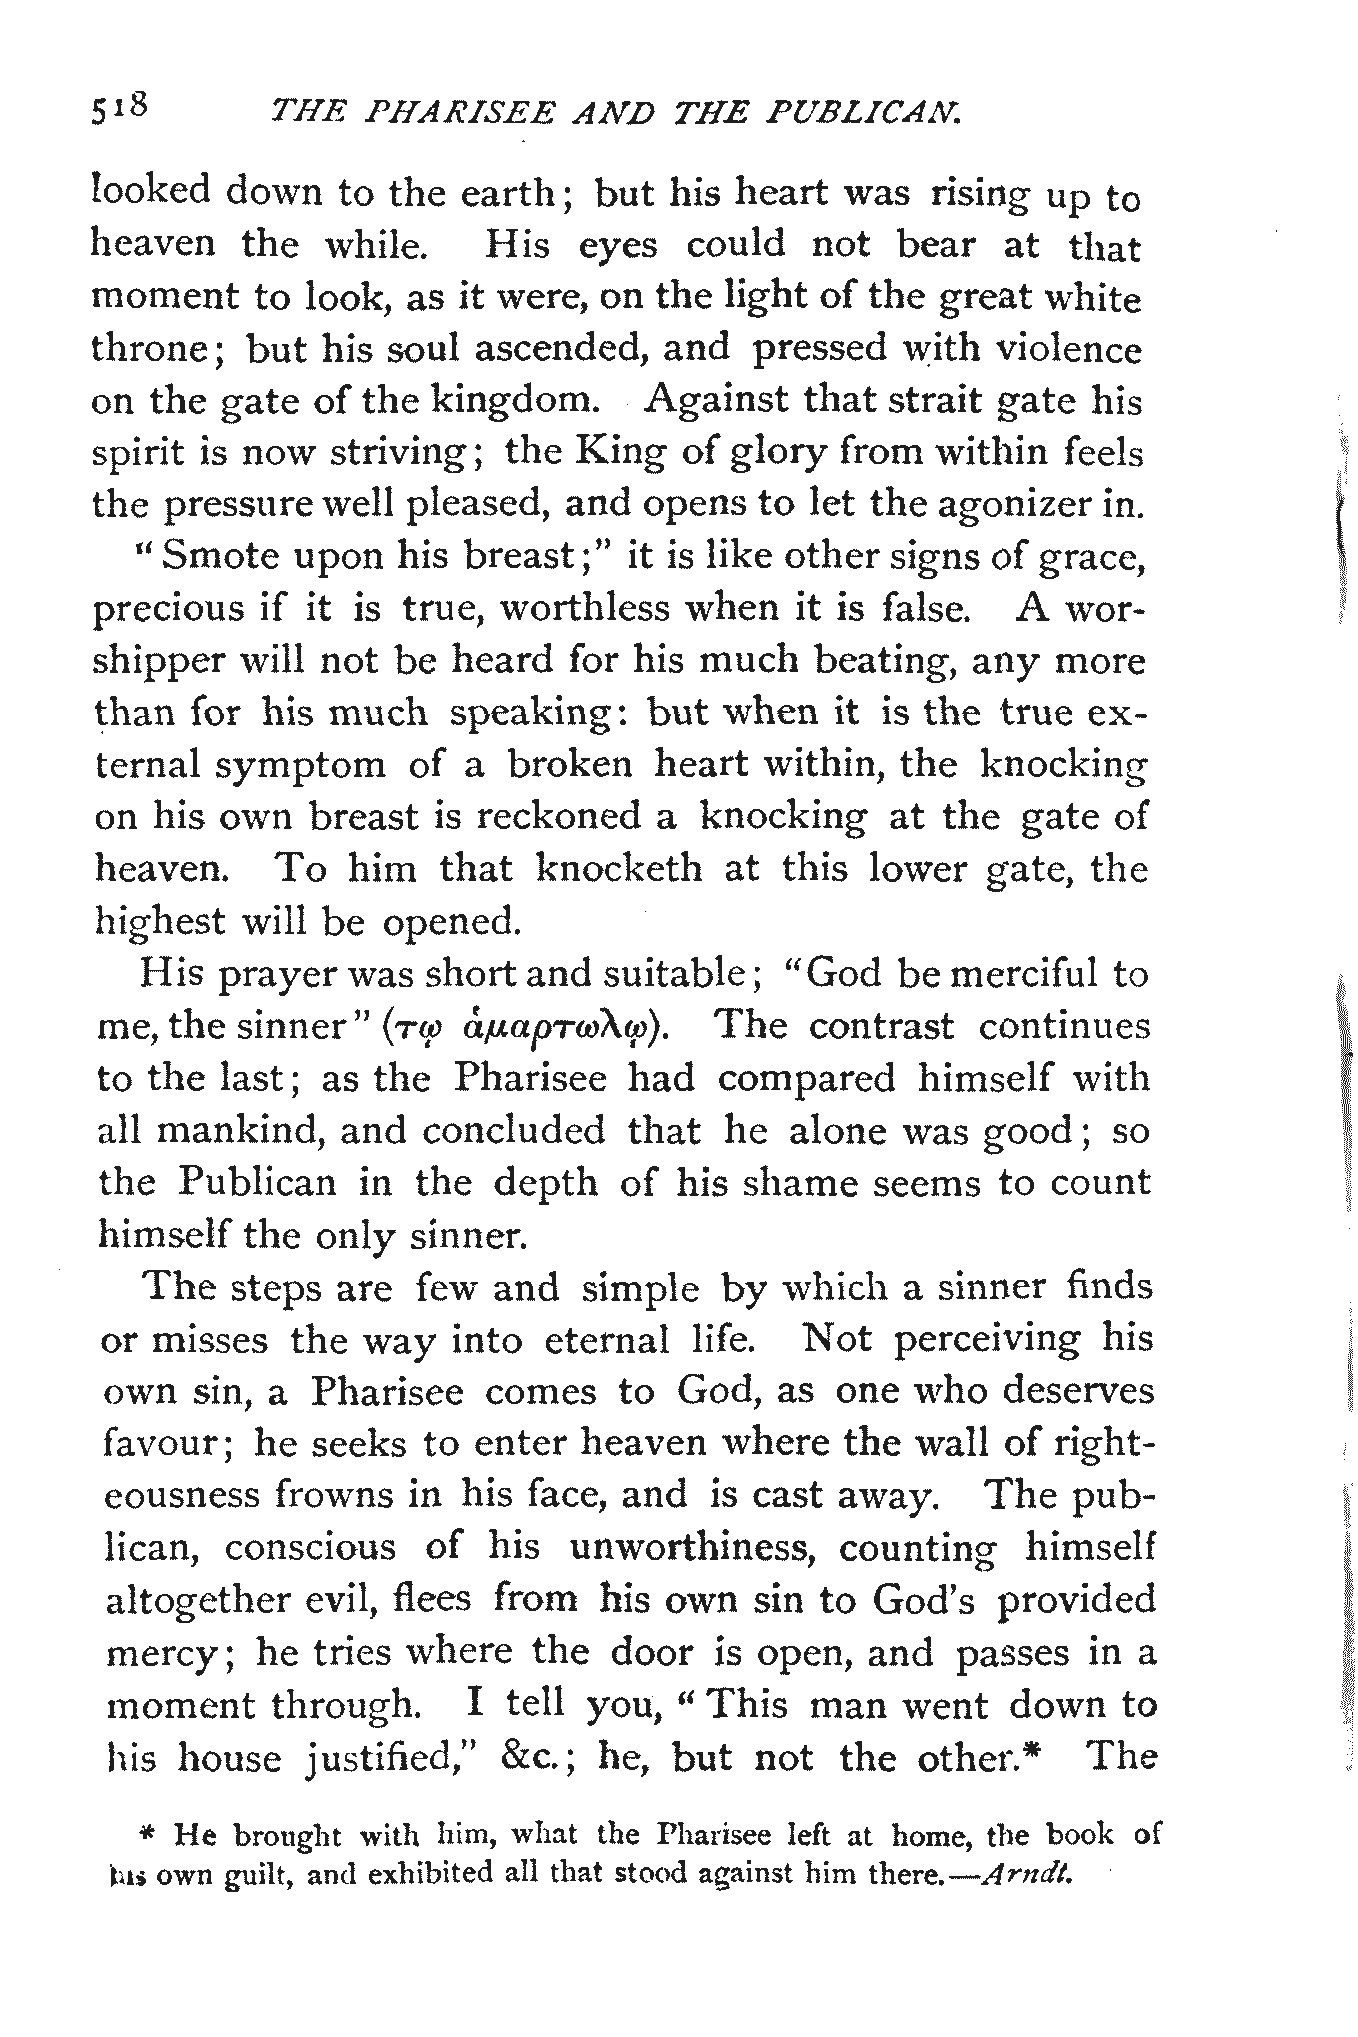 518 THE PHARISEE AND THE PUBLICAN.
looked down to the earth; but his heart was rising up to
heaven the while. His eyes could not bear at that
moment to look, as it were, on the light of the great white
throne; but his soul ascended, and pressed with violence
on the gate of the kingdom. Against that strait gate his
spirit is now striving; the King of glory from within feels
the pressure well pleased, and opens to let the agonizer in.
"Smote upon his breast;" it is like other signs of grace,
precious if it is true, worthless when it is false. A wor-
shipper will not be heard for his much beating, any more
than for his much speaking: but when it is the true ex-
ternal symptom of a broken heart within, the knocking
on his own breast is reckoned a knocking at the gate of
heaven. To him that knocketh at this lower gate, the
highest will be opened.
His prayer was short and suitable; "God be merciful to
me, the sinner" (τῳ ἁμαρτωλῳ). The contrast continues
to the last; as the Pharisee had compared himself with
all mankind, and concluded that he alone was good; so
the Publican in the depth of his shame seems to count
himself the only sinner.
The steps are few and simple by which a sinner finds
or misses the way into eternal life. Not perceiving his
own sin, a Pharisee comes to God, as one who deserves
favour; he seeks to enter heaven where the wall of right-
eousness frowns in his face, and is cast away. The pub-
lican, conscious of his unworthiness, counting himself
altogether evil, flees from his own sin to God's provided
mercy; he tries where the door is open, and passes in a
moment through. I tell you, "This man went down to
his house justified," &c.; he, but not the other.* The
* He brought with him, what the Pharisee left at home, the book of
his own guilt, and exhibited all that stood against him there.—Arndt.